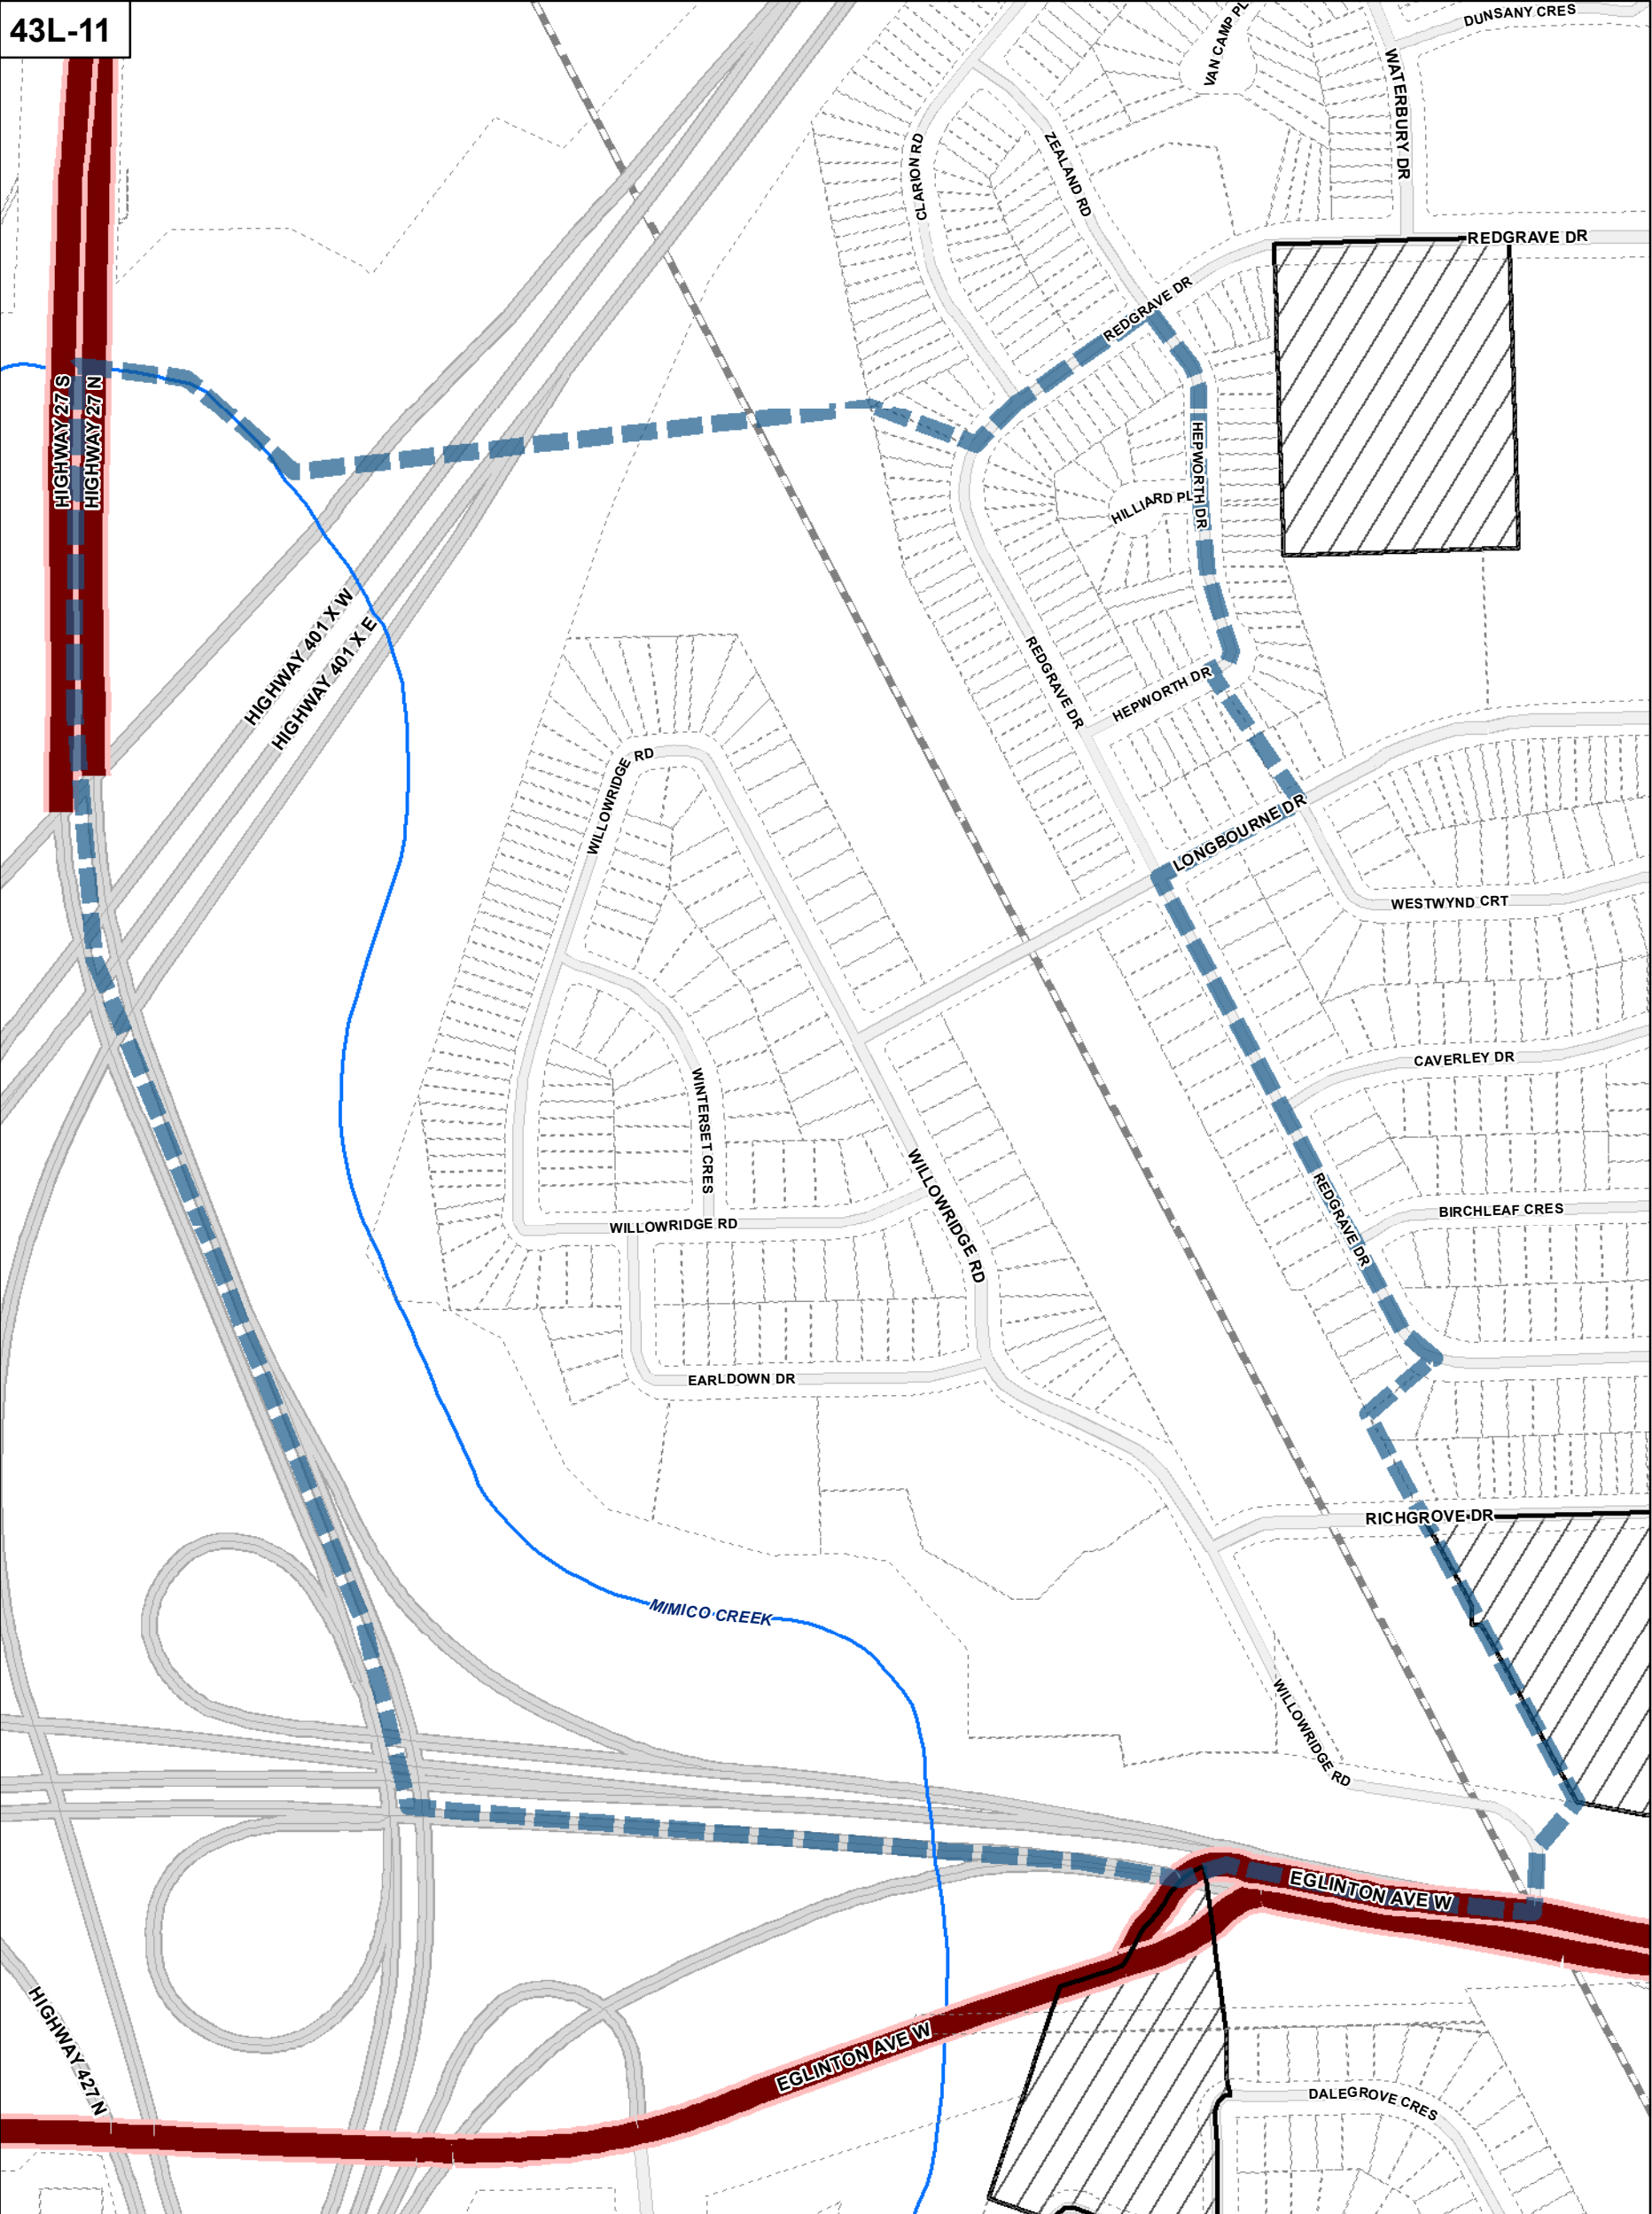 43L-11
DUNSANY CRES
VAN CAMP PL
WATERBURY DR
ZEALAND RD
CLARION RD
REDGRAVE DR
REDGRAVE DR
HIGHWAY 27 S
HIGHWAY 27 N
HEPWORTH DR
HILLIARD PL
HIGHWAY 401 X W
HIGHWAY 401 X E
REDGRAVE DR
HEPWORTH DR
WILLOWRIDGE RD
LONGBOURNE DR
WESTWYND CRT
CAVERLEY DR
WINTERSET CRES
WILLOWRIDGE RD
REDGRAVE DR
BIRCHLEAF CRES
WILLOWRIDGE RD
EARLDOWN DR
RICHGROVE DR
MIMICO CREEK
WILLOWRIDGE RD
EGLINTON AVE W
HIGHWAY 427 N
EGLINTON AVE W
DALEGROVE CRES